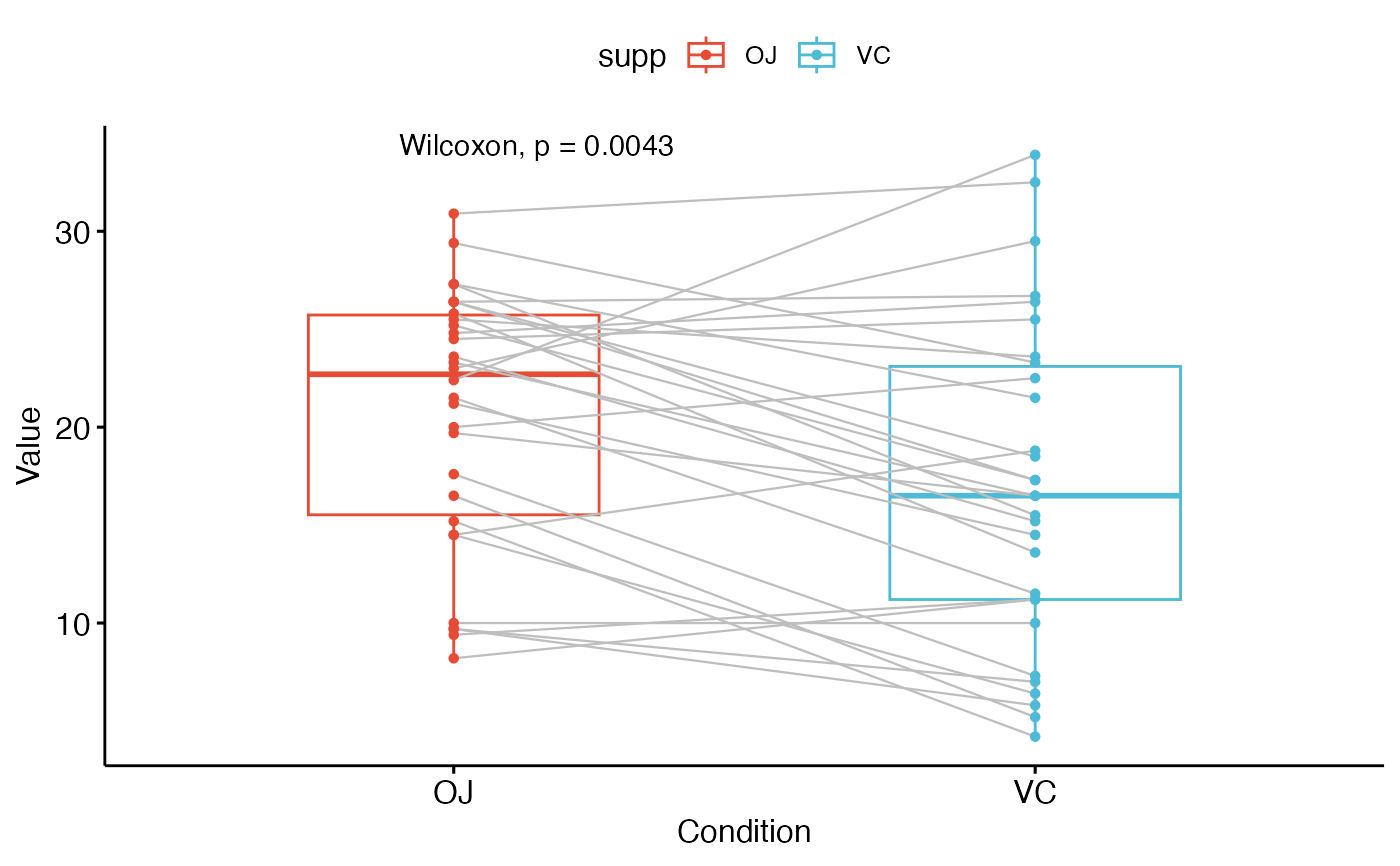 supp OJ VC
Wilcoxon, p = 0.0043
30
20
10
Value
OJ VC
Condition